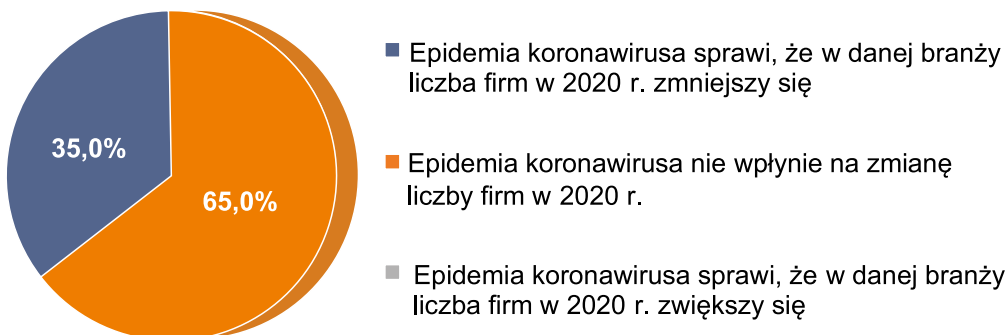 35,0%
65,0%
Epidemia koronawirusa sprawi, że w danej branży
liczba firm w 2020 r. zmniejszy się
Epidemia koronawirusa nie wpłynie na zmianę
liczby firm w 2020 r.
Epidemia koronawirusa sprawi, że w danej branży
liczba firm w 2020 r. zwiększy się